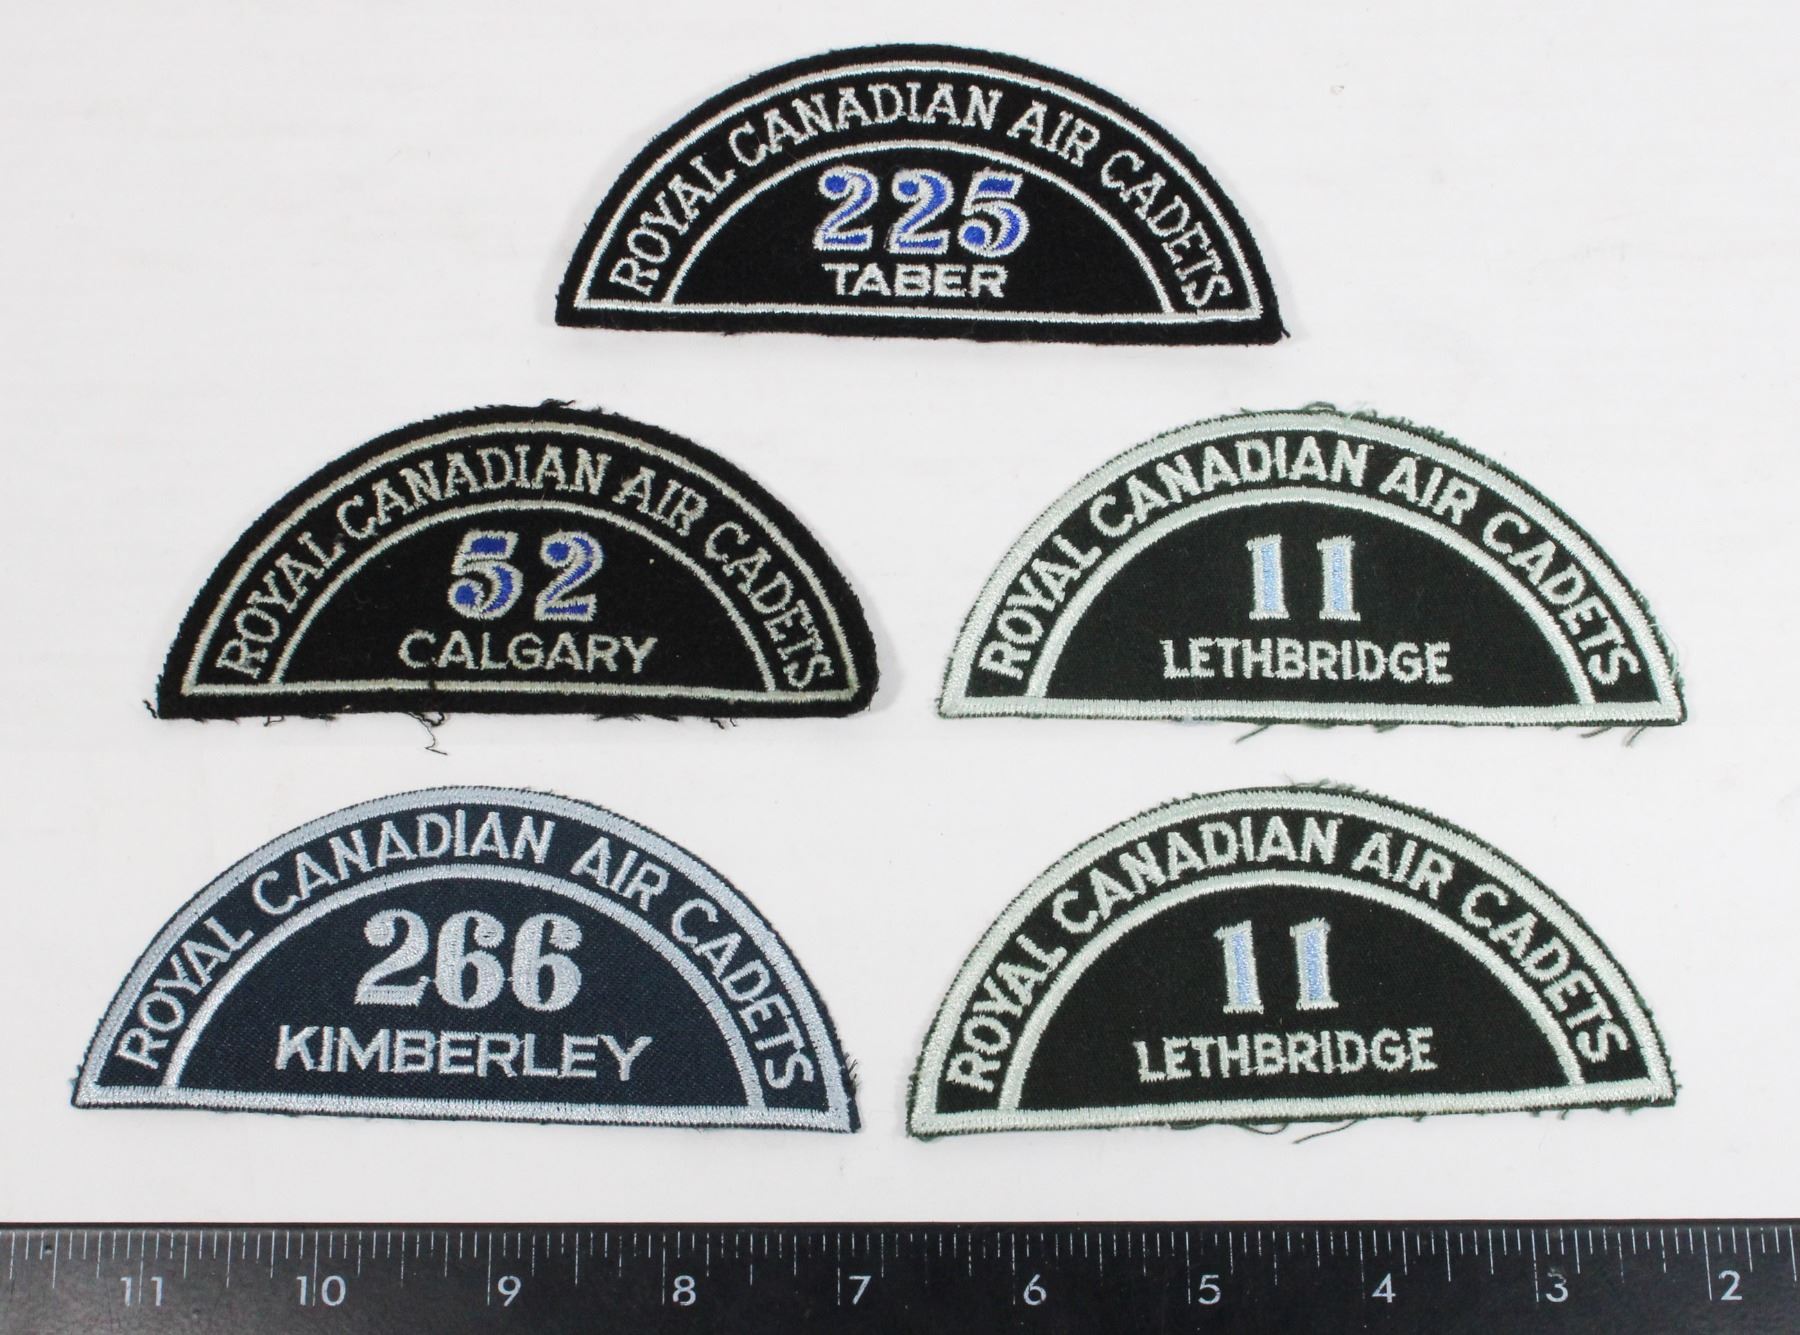 ROYAL CANADIAN AIR CADETS
225
TABER
ROYAL CANADIAN AIR CADETS
52
CALGARY
ROYAL CANADIAN AIR CADETS
11
LETHBRIDGE
ROYAL CANADIAN AIR CADETS
266
KIMBERLEY
ROYAL CANADIAN AIR CADETS
11
LETHBRIDGE
11 10 9 8 7 6 5 4 3 2